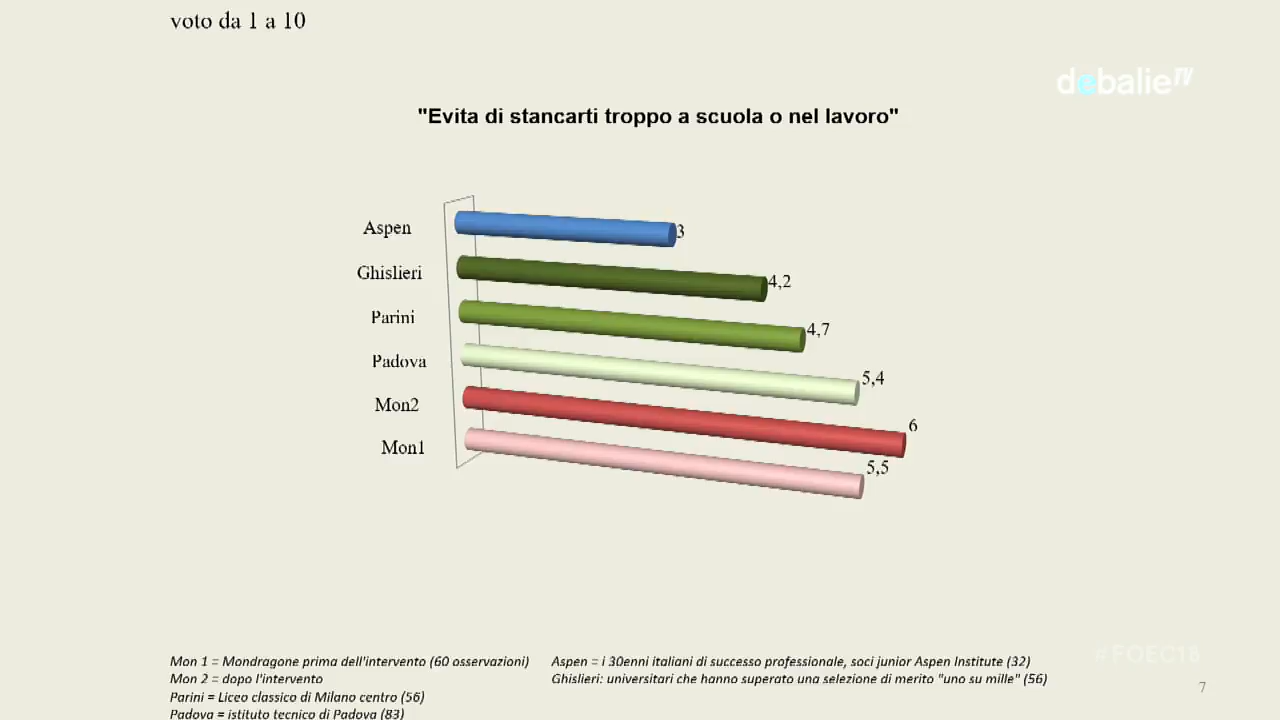 voto da 1 a 10
debalie TV
"Evita di stancarti troppo a scuola o nel lavoro"
Aspen
3
Ghislieri
4,2
Parini
4,7
Padova
5,4
Mon2
6
Mon1
5,5
Mon 1 = Mondragone prima dell'intervento (60 osservazioni)
Mon 2 = dopo l'intervento
Parini = Liceo classico di Milano centro (56)
Padova = istituto tecnico di Padova (83)
Aspen = i 30enni italiani di successo professionale, soci junior Aspen Institute (32)
Ghislieri: universitari che hanno superato una selezione di merito "uno su mille" (56)
#FOEC16
7